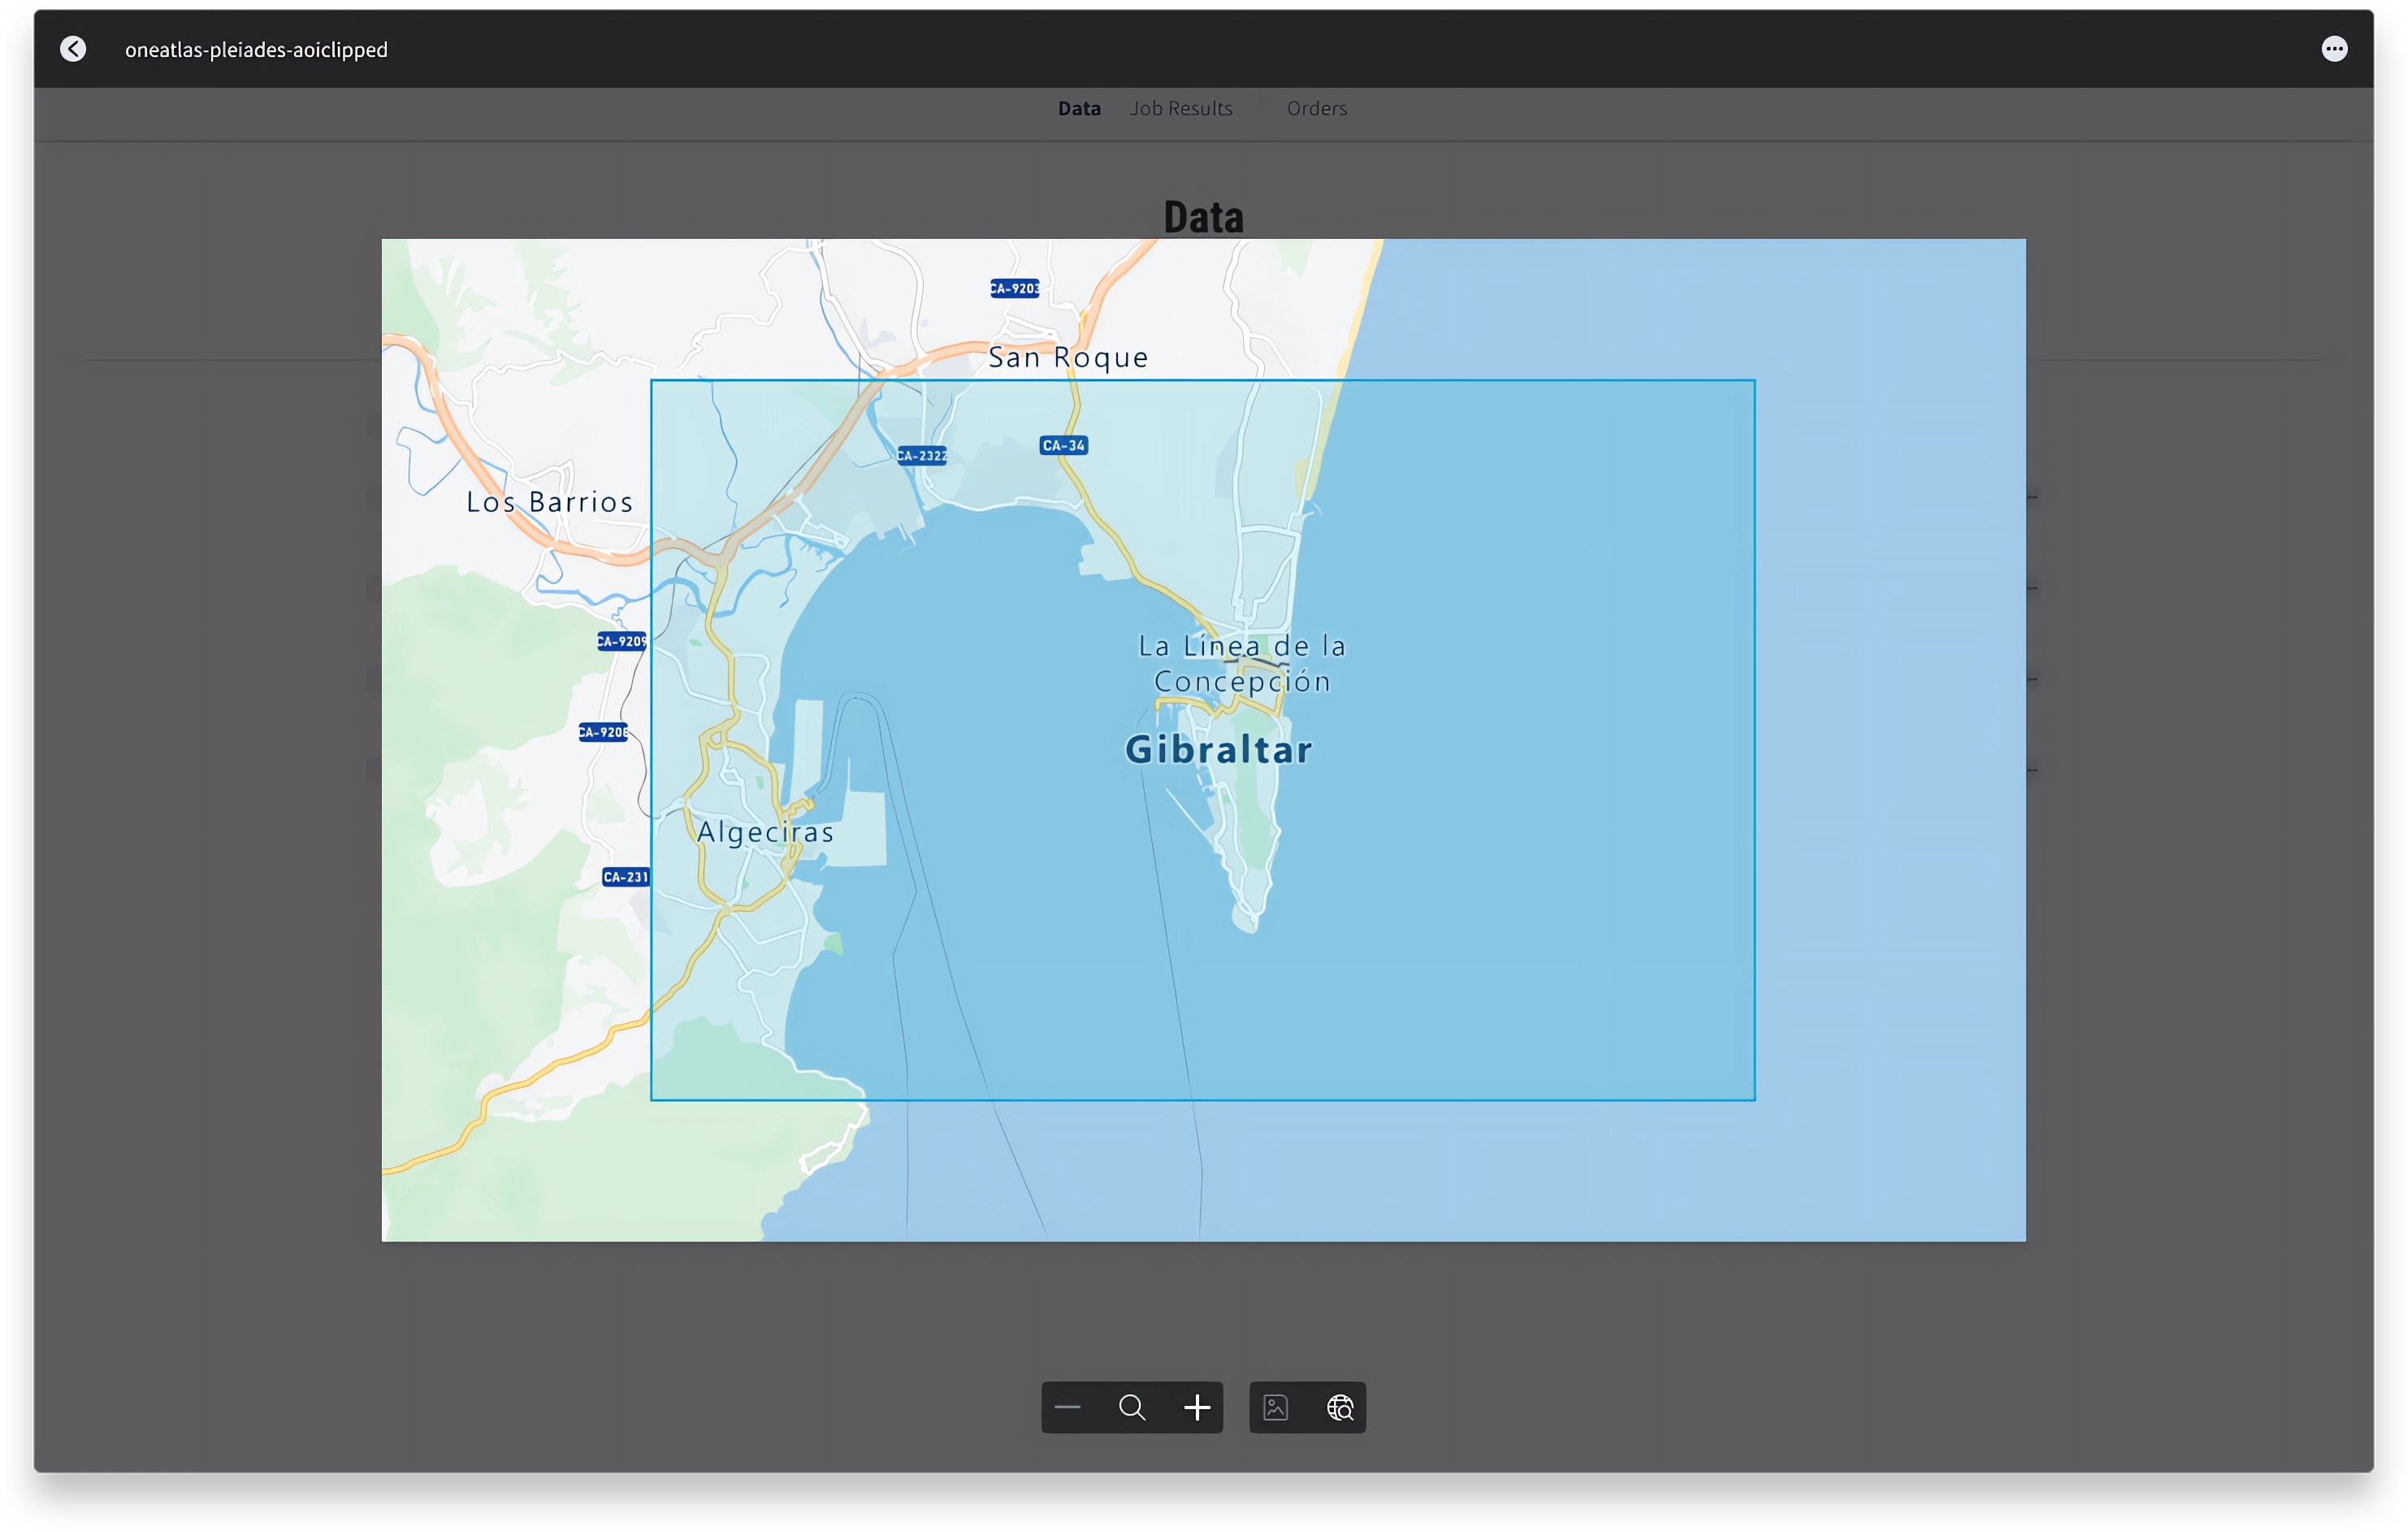 oneatlas-pleiades-aoiclipped
Data Job Results Orders
Data
CA-9203
San Roque
CA-34
CA-2322
Los Barrios
CA-9209
La Línea de la
Concepción
CA-9208
Gibraltar
Algeciras
CA-231